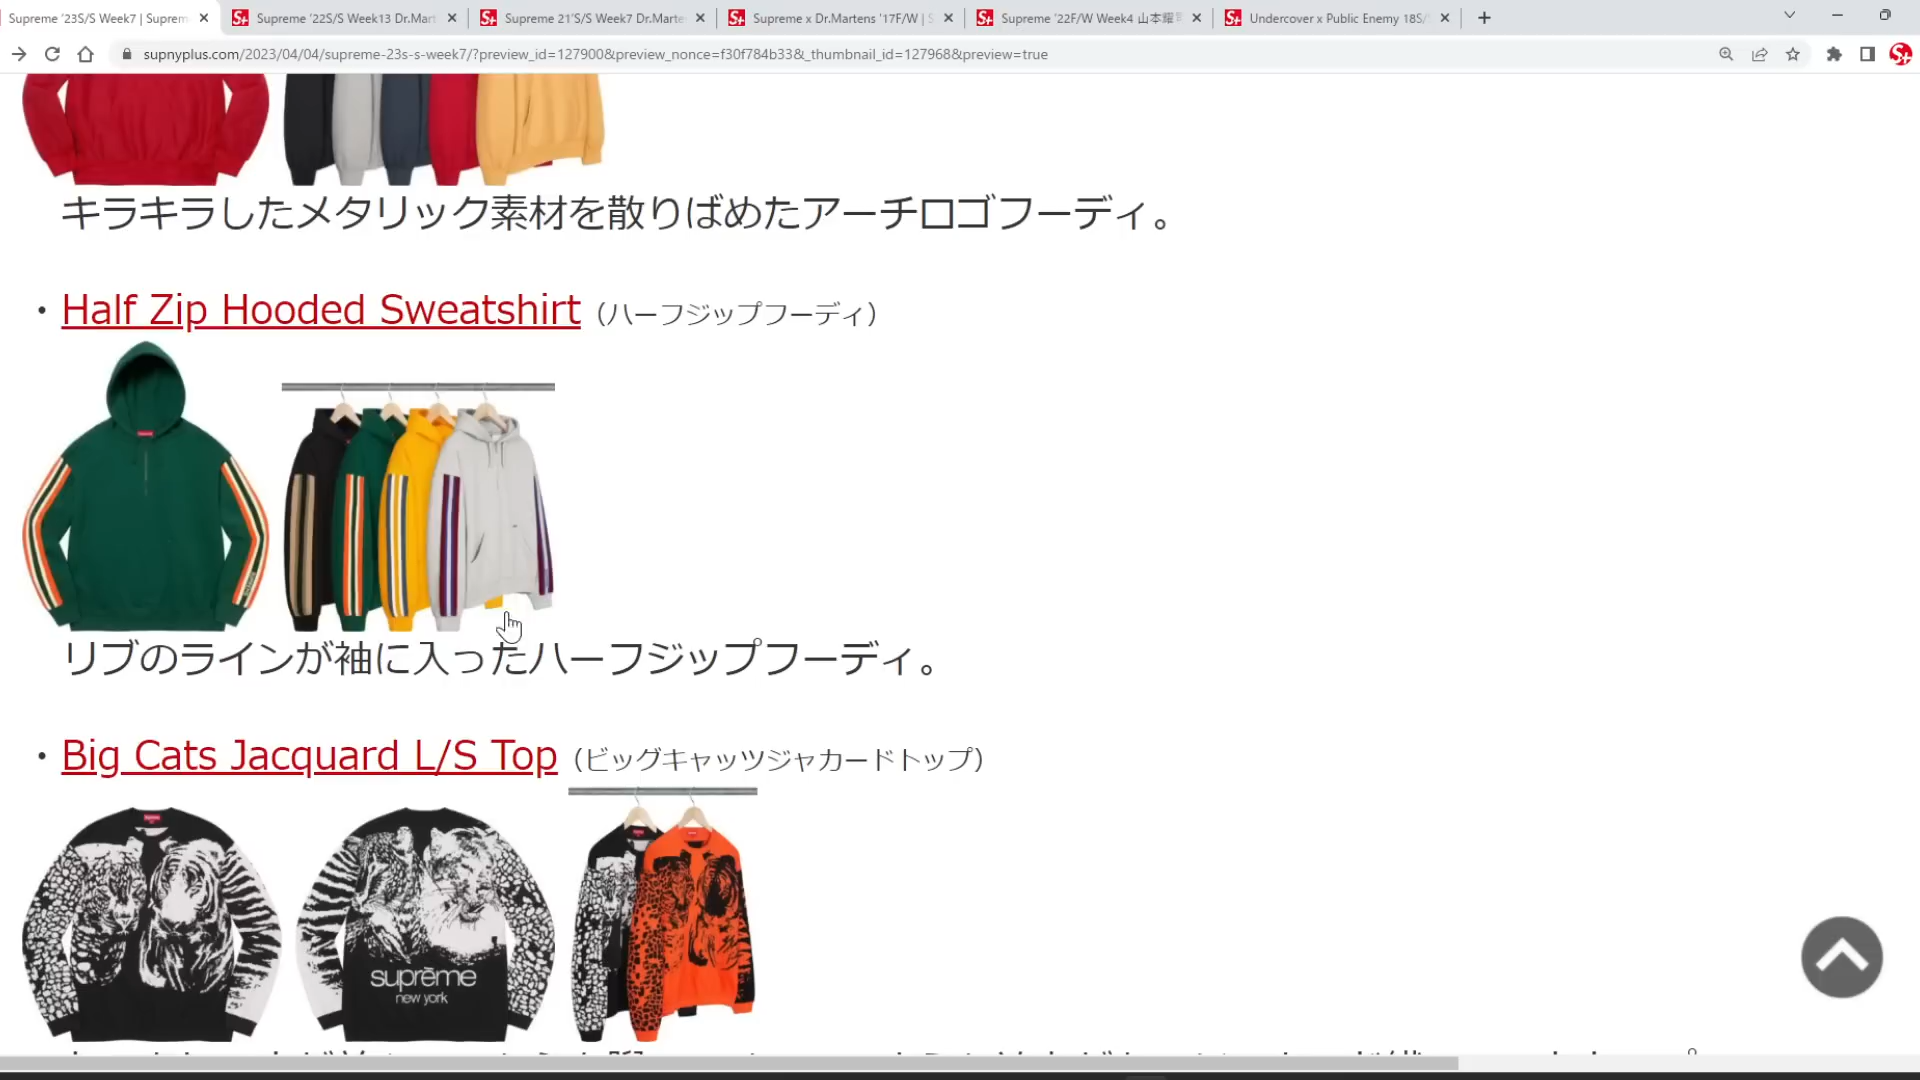 Supreme '23S/S Week7 | Suprem
Supreme '22S/S Week13 Dr.Mart
Supreme 21'S/S Week7 Dr.Marte
Supreme x Dr.Martens '17F/W | S
Supreme '22F/W Week4 山本耀司
Undercover x Public Enemy 18S/
supnyplus.com/2023/04/04/supreme-23s-s-week7/?preview_id=127900&preview_nonce=f30f784b33&_thumbnail_id=127968&preview=true
キラキラしたメタリック素材を散りばめたアーチロゴフーディ。
・Half Zip Hooded Sweatshirt（ハーフジップフーディ）
リブのラインが袖に入ったハーフジップフーディ。
・Big Cats Jacquard L/S Top（ビッグキャッツジャカードトップ）
suprēme
new york